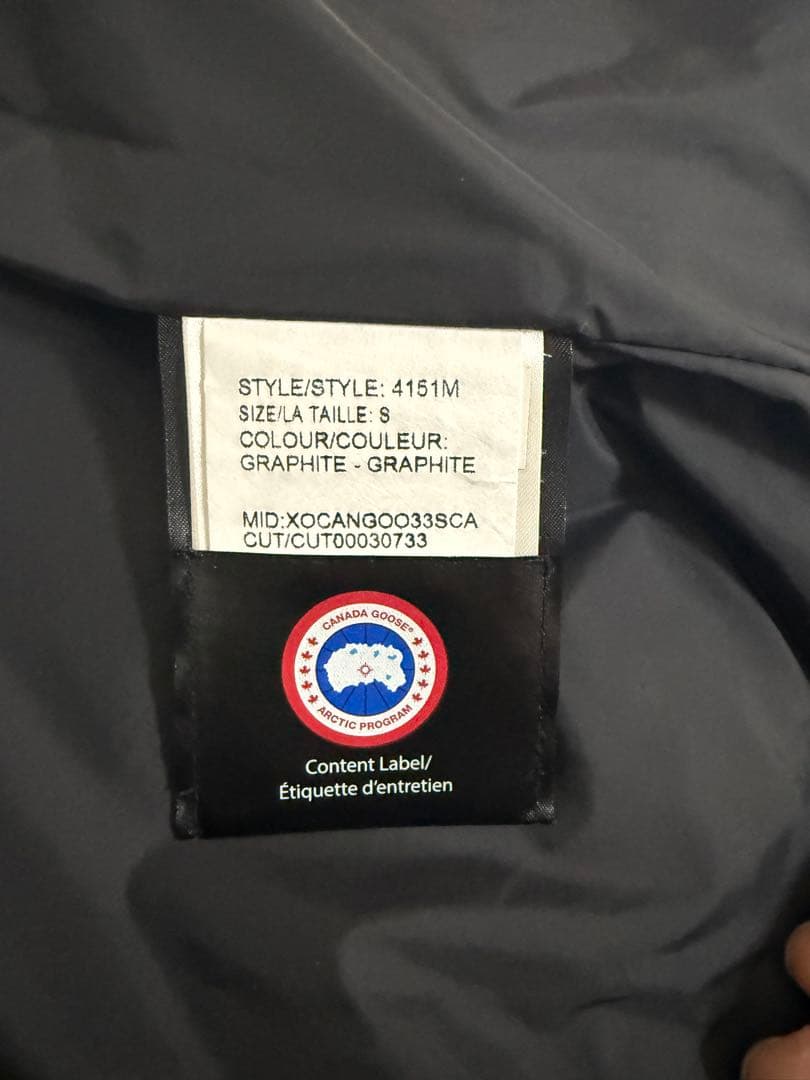 STYLE/STYLE: 4151M
SIZE/LA TAILLE: S
COLOUR/COULEUR:
GRAPHITE - GRAPHITE
MID:XOCANGOO33SCA
CUT/CUT00030733
CANADA GOOSE®
ARCTIC PROGRAM
Content Label/
Étiquette d'entretien